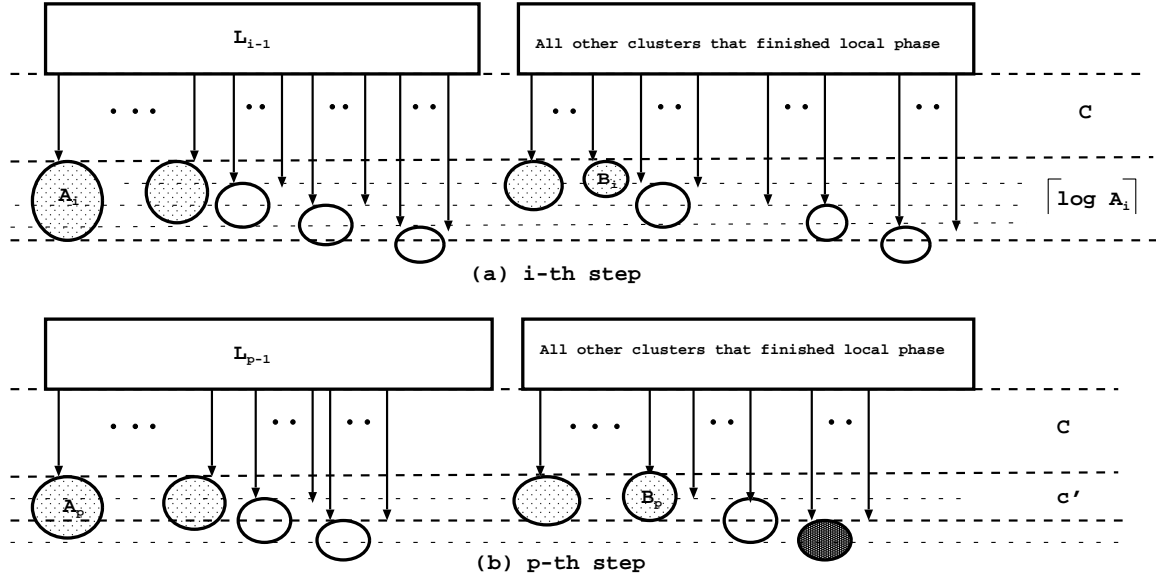 L_{i-1}
All other clusters that finished local phase
C
A_i
B_i
⌈log A_i⌉
(a) i-th step
L_{p-1}
All other clusters that finished local phase
C
A_p
B_p
c'
(b) p-th step